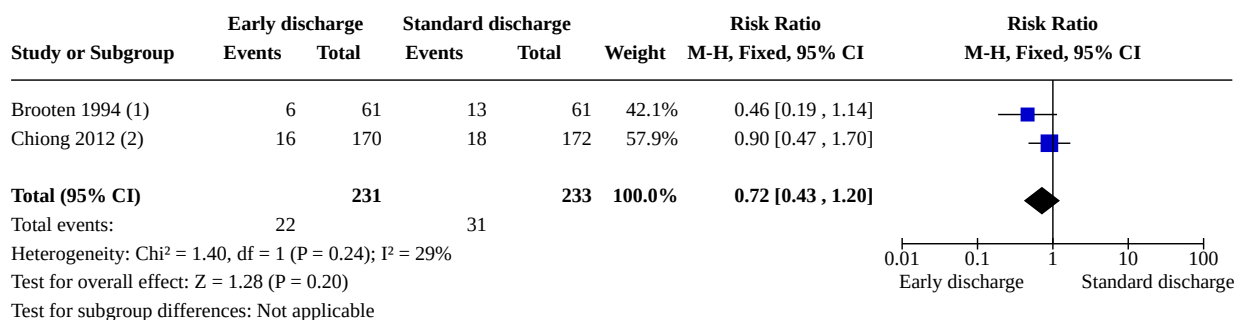 Early discharge Standard discharge Risk Ratio Risk Ratio
Study or Subgroup Events Total Events Total Weight M-H, Fixed, 95% CI M-H, Fixed, 95% CI
Brooten 1994 (1) 6 61 13 61 42.1% 0.46 [0.19 , 1.14]
Chiong 2012 (2) 16 170 18 172 57.9% 0.90 [0.47 , 1.70]
Total (95% CI) 231 233 100.0% 0.72 [0.43 , 1.20]
Total events: 22 31
Heterogeneity: Chi² = 1.40, df = 1 (P = 0.24); I² = 29% 0.01 0.1 1 10 100
Test for overall effect: Z = 1.28 (P = 0.20) Early discharge Standard discharge
Test for subgroup differences: Not applicable